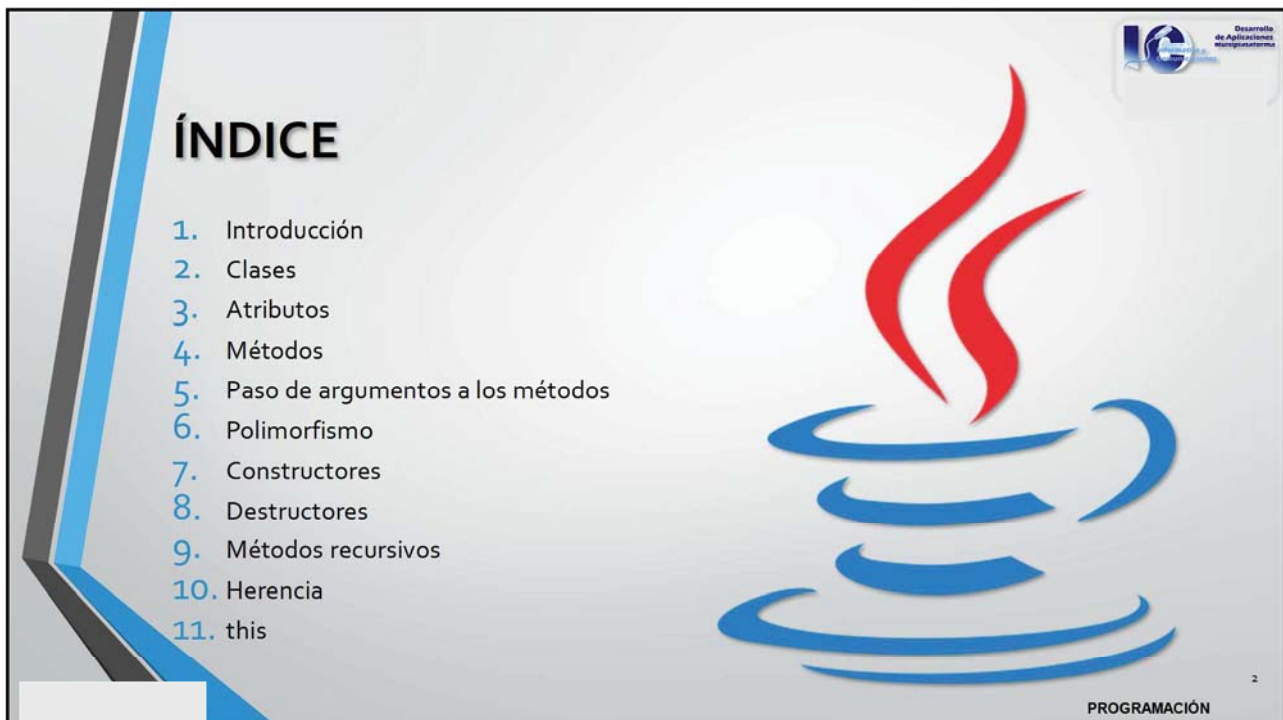 Desarrollo
de Aplicaciones
multiplataforma
ÍNDICE
1. Introducción
2. Clases
3. Atributos
4. Métodos
5. Paso de argumentos a los métodos
6. Polimorfismo
7. Constructores
8. Destructores
9. Métodos recursivos
10. Herencia
11. this
2
PROGRAMACIÓN